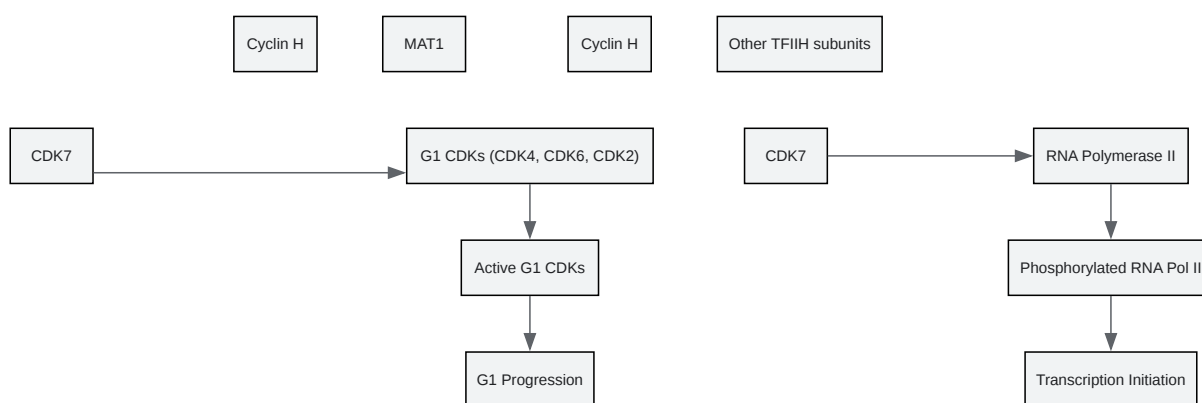 Cyclin H
MAT1
Cyclin H
Other TFIIH subunits
CDK7
G1 CDKs (CDK4, CDK6, CDK2)
CDK7
RNA Polymerase II
Active G1 CDKs
Phosphorylated RNA Pol II
G1 Progression
Transcription Initiation